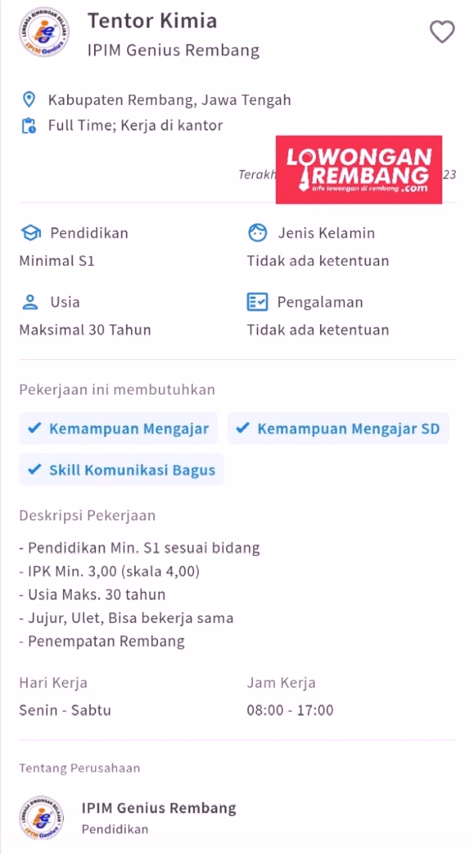 Tentor Kimia
IPIM Genius Rembang
Kabupaten Rembang, Jawa Tengah
Full Time; Kerja di kantor
LOWONGAN
REMBANG
info lowongan di rembang .com
23
Pendidikan
Minimal S1
Jenis Kelamin
Tidak ada ketentuan
Usia
Maksimal 30 Tahun
Pengalaman
Tidak ada ketentuan
Pekerjaan ini membutuhkan
Kemampuan Mengajar
Kemampuan Mengajar SD
Skill Komunikasi Bagus
Deskripsi Pekerjaan
- Pendidikan Min. S1 sesuai bidang
- IPK Min. 3,00 (skala 4,00)
- Usia Maks. 30 tahun
- Jujur, Ulet, Bisa bekerja sama
- Penempatan Rembang
Hari Kerja
Senin - Sabtu
Jam Kerja
08:00 - 17:00
Tentang Perusahaan
IPIM Genius Rembang
Pendidikan